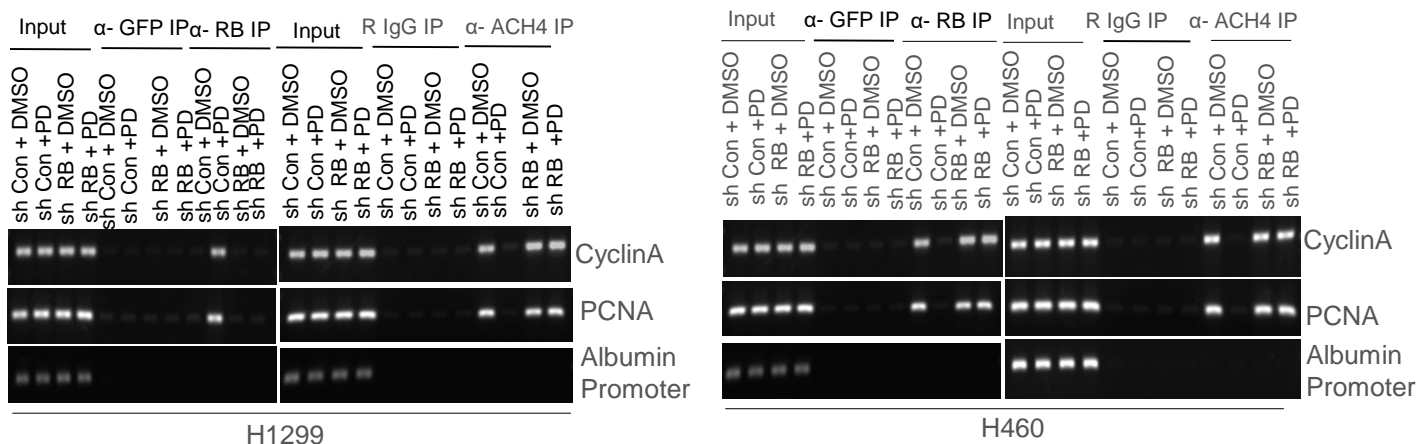 Input α- GFP IP α- RB IP Input R IgG IP α- ACH4 IP
sh Con + DMSO
sh Con +PD
sh RB + DMSO
sh RB + PD
sh Con + DMSO
sh Con + PD
sh RB + DMSO
sh RB +PD
sh Con + DMSO
sh Con +PD
sh RB + DMSO
sh RB +PD
sh Con + DMSO
sh Con +PD
sh RB + DMSO
sh RB + PD
sh Con + DMSO
sh Con +PD
sh RB + DMSO
sh RB +PD
sh Con + DMSO
sh Con +PD
sh RB + DMSO
sh RB +PD
CyclinA
PCNA
Albumin
Promoter
H1299
Input α- GFP IP α- RB IP Input R IgG IP α- ACH4 IP
sh Con + DMSO
sh Con +PD
sh RB + DMSO
sh RB +PD
sh Con + DMSO
sh Con+PD
sh RB + DMSO
sh RB +PD
sh Con + DMSO
sh Con +PD
sh RB + DMSO
sh RB +PD
sh Con + DMSO
sh Con +PD
sh RB + DMSO
sh RB +PD
sh Con + DMSO
sh Con +PD
sh RB + DMSO
sh RB +PD
sh Con + DMSO
sh Con +PD
sh RB + DMSO
sh RB +PD
CyclinA
PCNA
Albumin
Promoter
H460